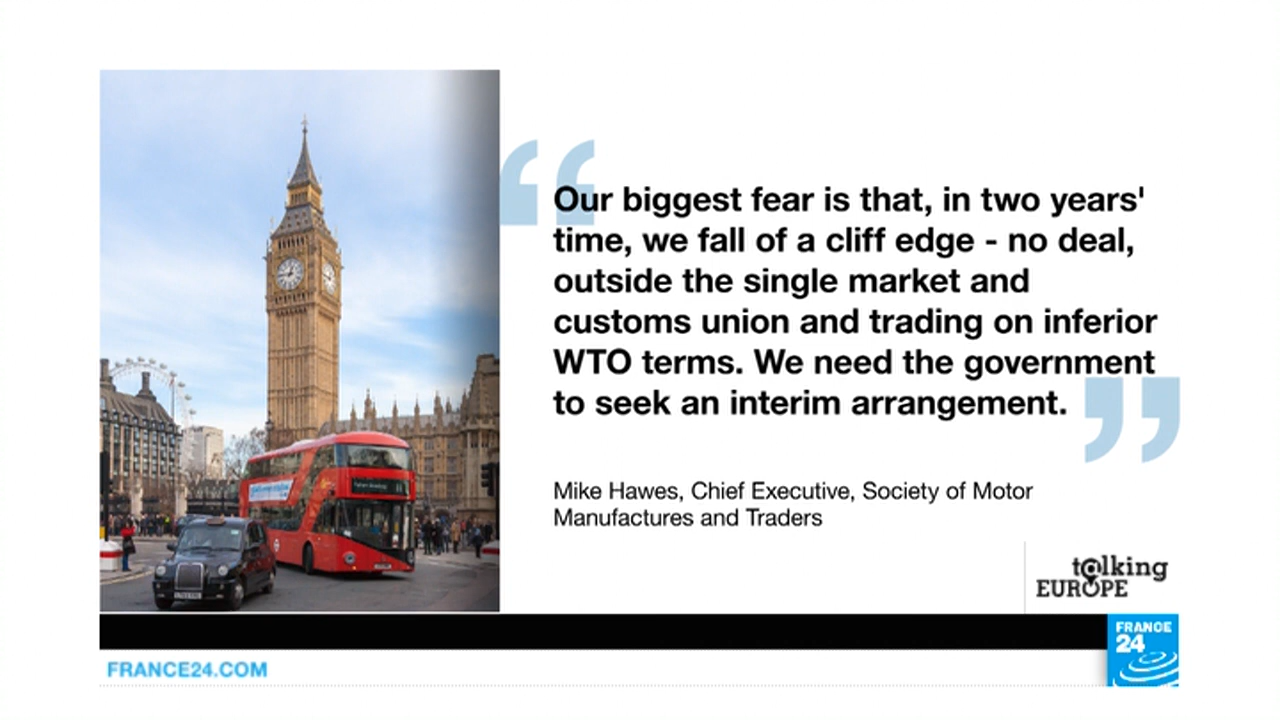 Our biggest fear is that, in two years'
time, we fall of a cliff edge - no deal,
outside the single market and
customs union and trading on inferior
WTO terms. We need the government
to seek an interim arrangement.
Mike Hawes, Chief Executive, Society of Motor
Manufactures and Traders
talking
EUROPE
FRANCE
24
FRANCE24.COM